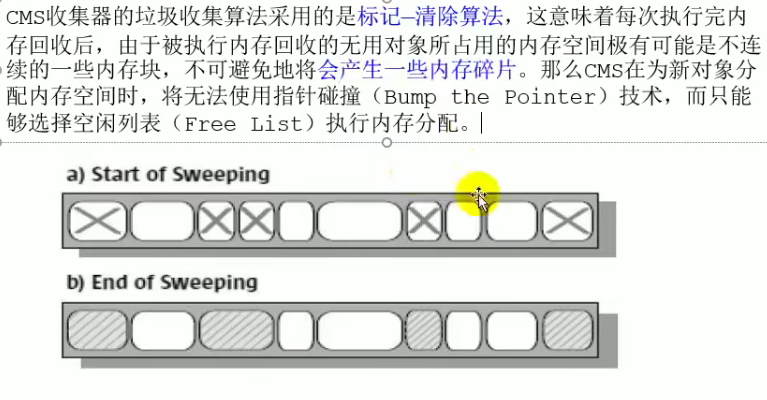 CMS收集器的垃圾收集算法采用的是标记—清除算法，这意味着每次执行完内
存回收后，由于被执行内存回收的无用对象所占用的内存空间极有可能是不连
续的一些内存块，不可避免地将会产生一些内存碎片。那么CMS在为新对象分
配内存空间时，将无法使用指针碰撞（Bump the Pointer）技术，而只能
够选择空闲列表（Free List）执行内存分配。
a) Start of Sweeping
b) End of Sweeping